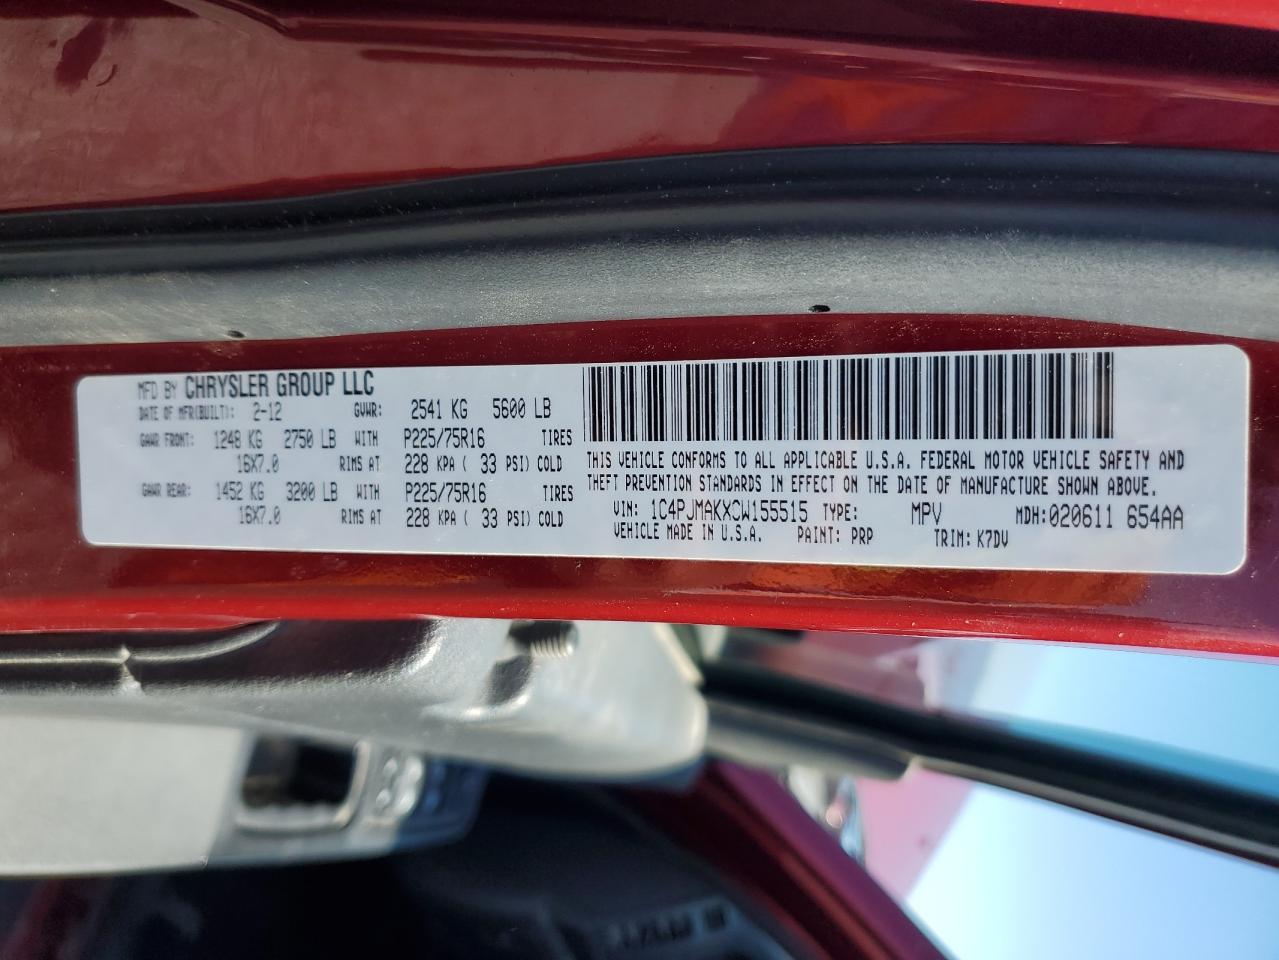 MFD BY CHRYSLER GROUP LLC
DATE OF MFR(BUILT): 2-12 GVWR: 2541 KG 5600 LB
GAWR FRONT: 1248 KG 2750 LB WITH P225/75R16 TIRES
16X7.0 RIMS AT 228 KPA ( 33 PSI) COLD
GAWR REAR: 1452 KG 3200 LB WITH P225/75R16 TIRES
16X7.0 RIMS AT 228 KPA ( 33 PSI) COLD
THIS VEHICLE CONFORMS TO ALL APPLICABLE U.S.A. FEDERAL MOTOR VEHICLE SAFETY AND
THEFT PREVENTION STANDARDS IN EFFECT ON THE DATE OF MANUFACTURE SHOWN ABOVE.
VIN: 1C4PJMAKXCW155515 TYPE: MPV MDH:020611 654AA
VEHICLE MADE IN U.S.A. PAINT: PRP TRIM: K7DV